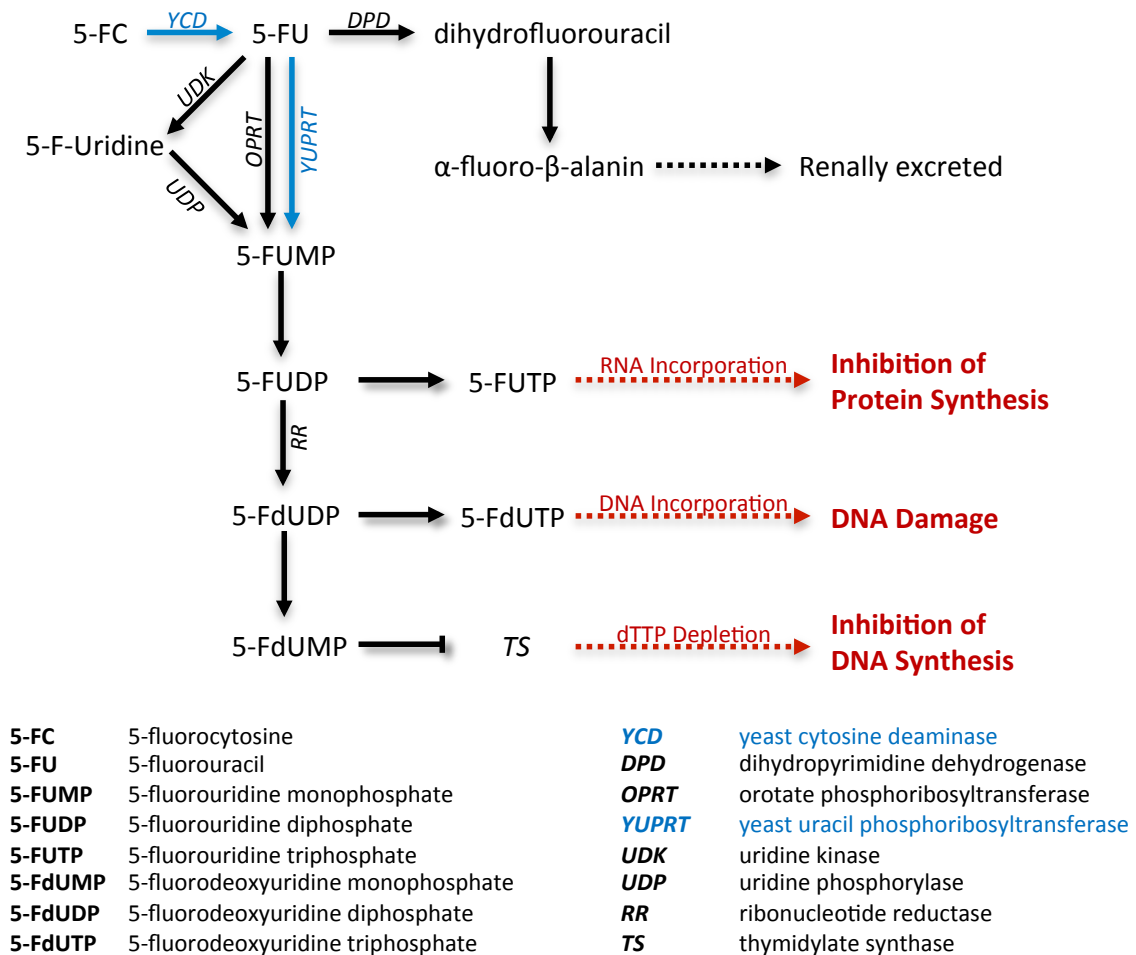 5-FC YCD 5-FU DPD dihydrofluorouracil
UDK OPRT YUPRT
5-F-Uridine UDP α-fluoro-β-alanin Renally excreted
5-FUMP
5-FUDP 5-FUTP RNA Incorporation Inhibition of
Protein Synthesis
RR
5-FdUDP 5-FdUTP DNA Incorporation DNA Damage
5-FdUMP TS dTTP Depletion Inhibition of
DNA Synthesis
5-FC 5-fluorocytosine
5-FU 5-fluorouracil
5-FUMP 5-fluorouridine monophosphate
5-FUDP 5-fluorouridine diphosphate
5-FUTP 5-fluorouridine triphosphate
5-FdUMP 5-fluorodeoxyuridine monophosphate
5-FdUDP 5-fluorodeoxyuridine diphosphate
5-FdUTP 5-fluorodeoxyuridine triphosphate
YCD yeast cytosine deaminase
DPD dihydropyrimidine dehydrogenase
OPRT orotate phosphoribosyltransferase
YUPRT yeast uracil phosphoribosyltransferase
UDK uridine kinase
UDP uridine phosphorylase
RR ribonucleotide reductase
TS thymidylate synthase